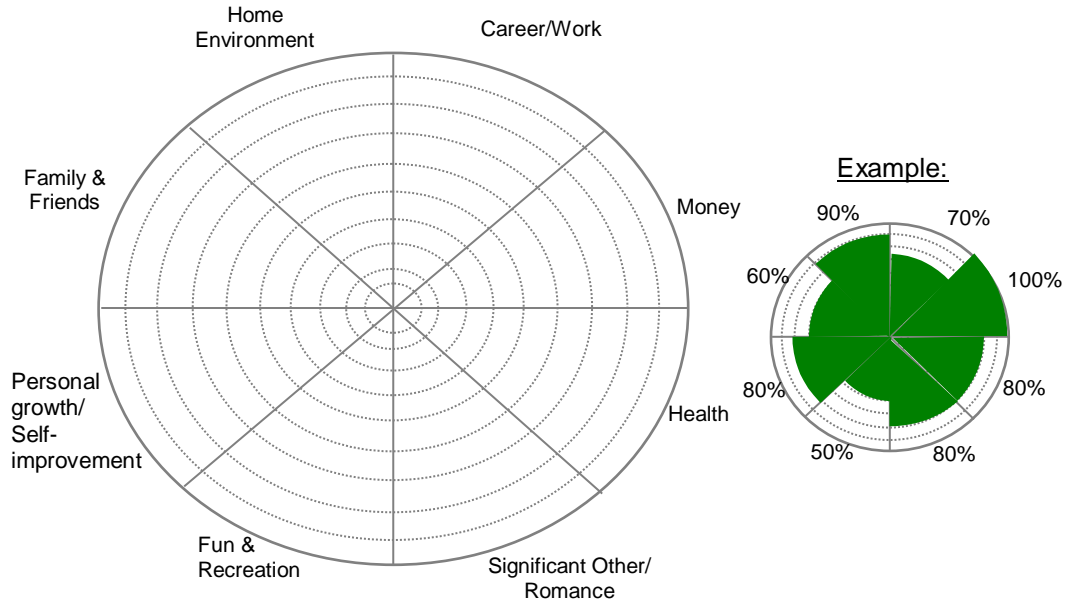 Home
Environment
Career/Work
Family &
Friends
Money
Personal
growth/
Self-
improvement
Health
Fun &
Recreation
Significant Other/
Romance
Example:
90%
70%
60%
100%
80%
80%
50%
80%